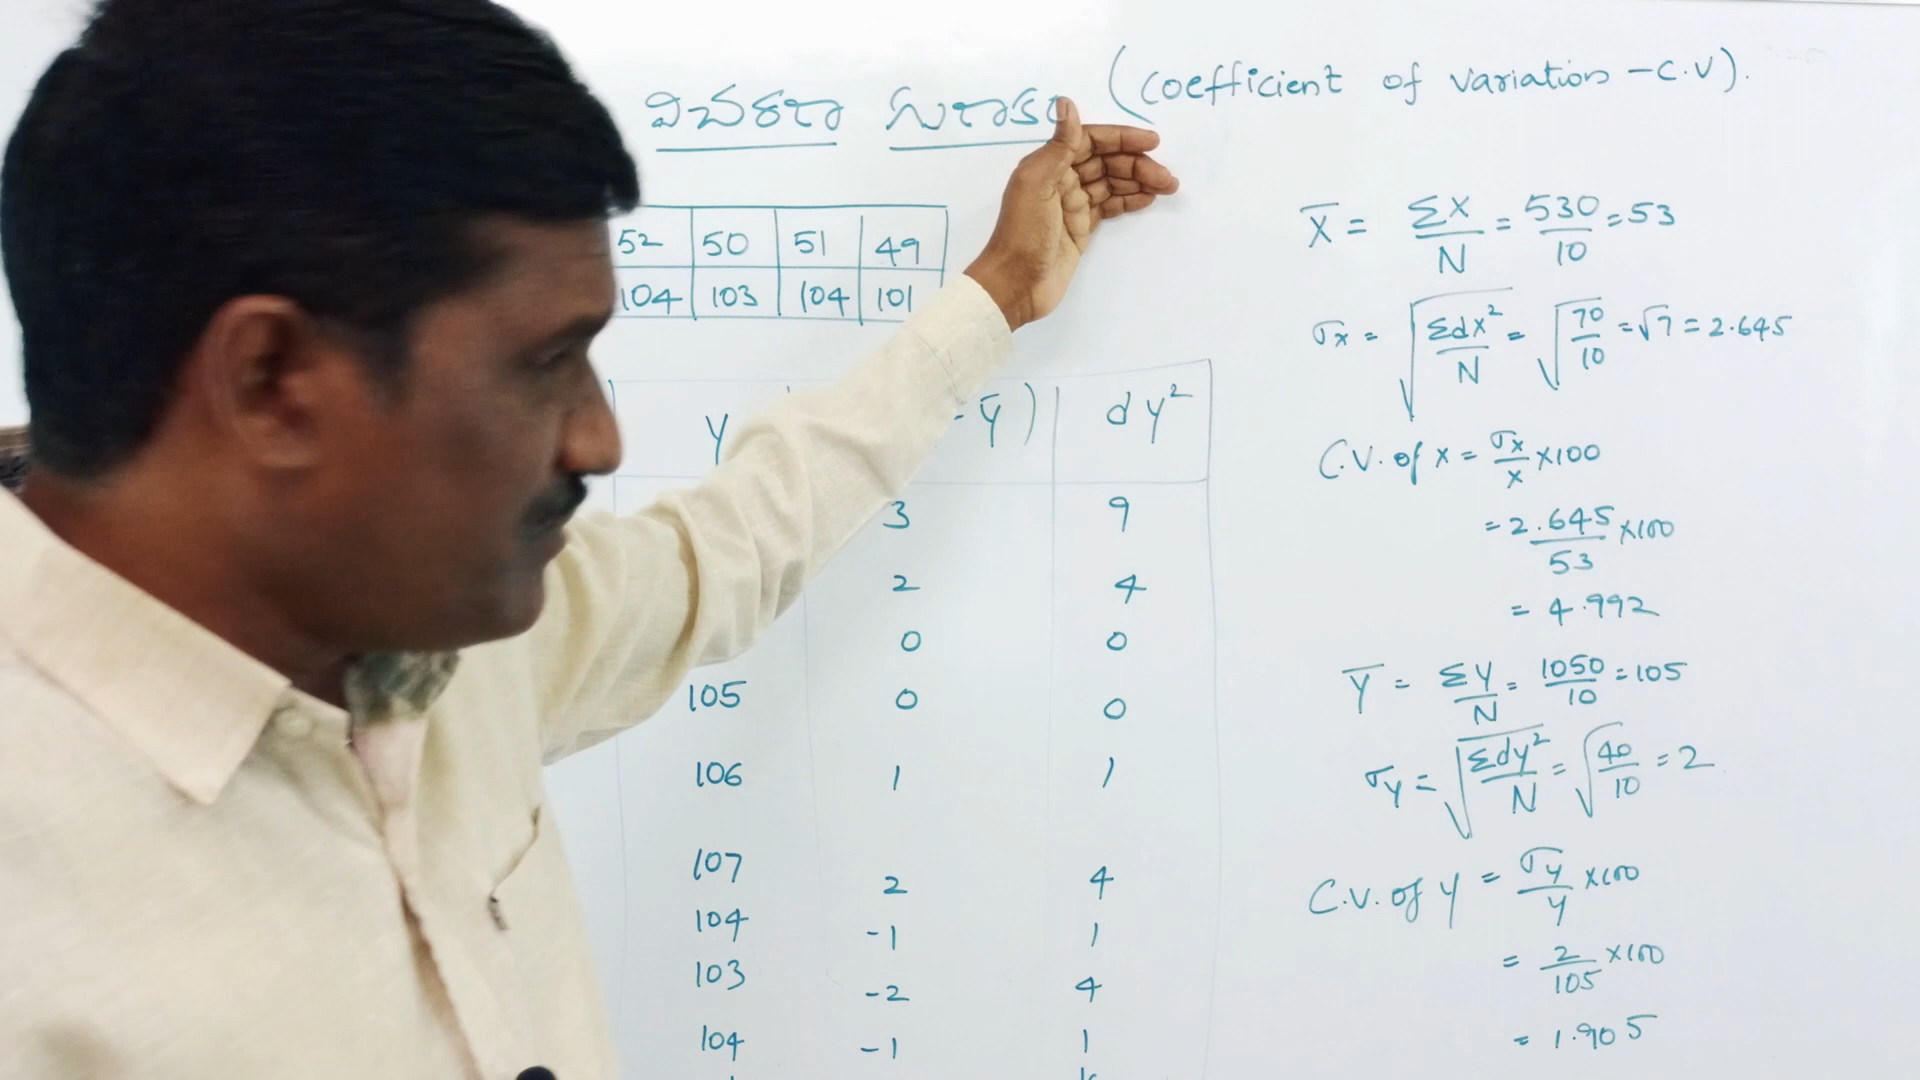 విచరణ గుణాకం (Coefficient of variation - C.V).
52 50 51 49
104 103 104 101
X̅ = ΣX/N = 530/10 = 53
σx = √Σdx²/N = √70/10 = √7 = 2.645
C.V. of x = σx/x ×100
= 2.645/53 ×100
= 4.992
Y̅ = ΣY/N = 1050/10 = 105
σy = √Σdy²/N = √40/10 = 2
C.V. of y = σy/y ×100
= 2/105 ×100
= 1.905
y - y̅) dy²
3 9
2 4
0 0
105 0 0
106 1 1
107 2 4
104 -1 1
103 -2 4
104 -1 1